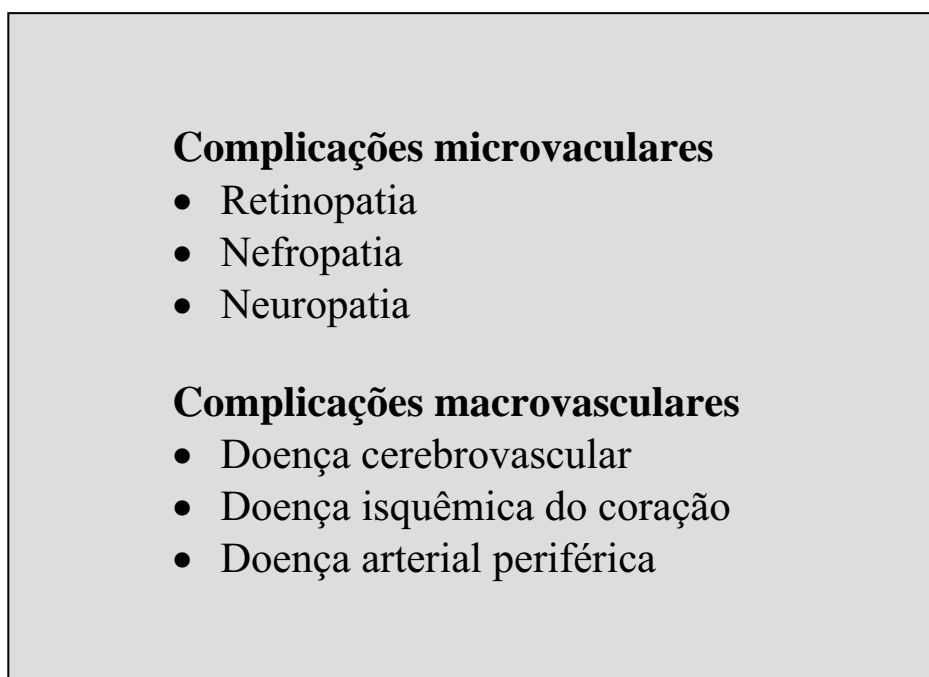 Complicações microvaculares
• Retinopatia
• Nefropatia
• Neuropatia
Complicações macrovasculares
• Doença cerebrovascular
• Doença isquêmica do coração
• Doença arterial periférica